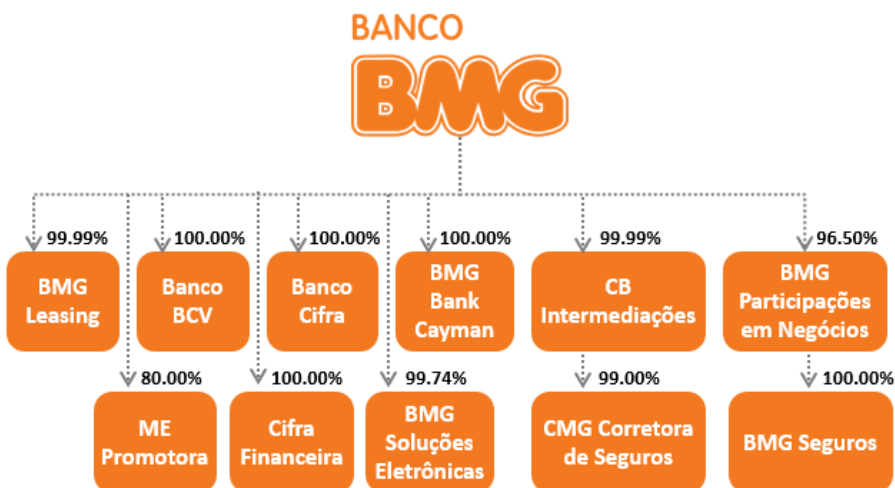 BANCO
BMG
99.99%
100.00%
100.00%
100.00%
99.99%
96.50%
BMG
Leasing
Banco
BCV
Banco
Cifra
BMG
Bank
Cayman
CB
Intermediações
BMG
Participações
em Negócios
80.00%
100.00%
99.74%
99.00%
100.00%
ME
Promotora
Cifra
Financeira
BMG
Soluções
Eletrônicas
CMG Corretora
de Seguros
BMG Seguros